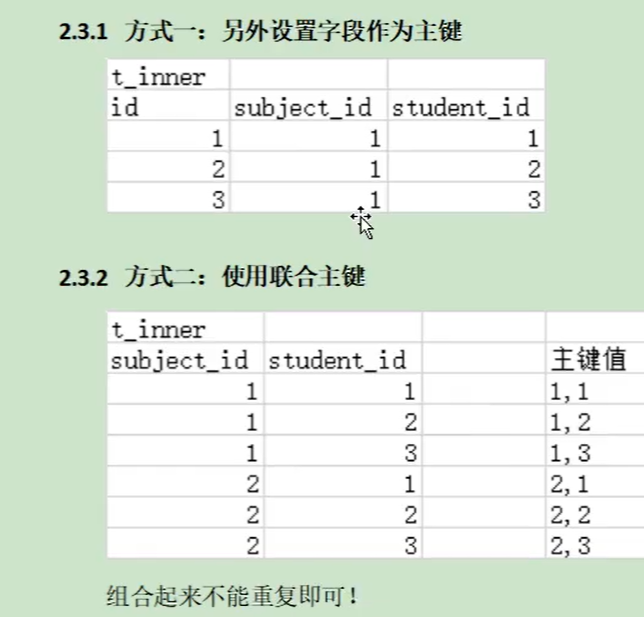 2.3.1 方式一：另外设置字段作为主键
t_inner
id subject_id student_id
1 1 1
2 1 2
3 1 3
2.3.2 方式二：使用联合主键
t_inner
subject_id student_id 主键值
1 1 1,1
1 2 1,2
1 3 1,3
2 1 2,1
2 2 2,2
2 3 2,3
组合起来不能重复即可！